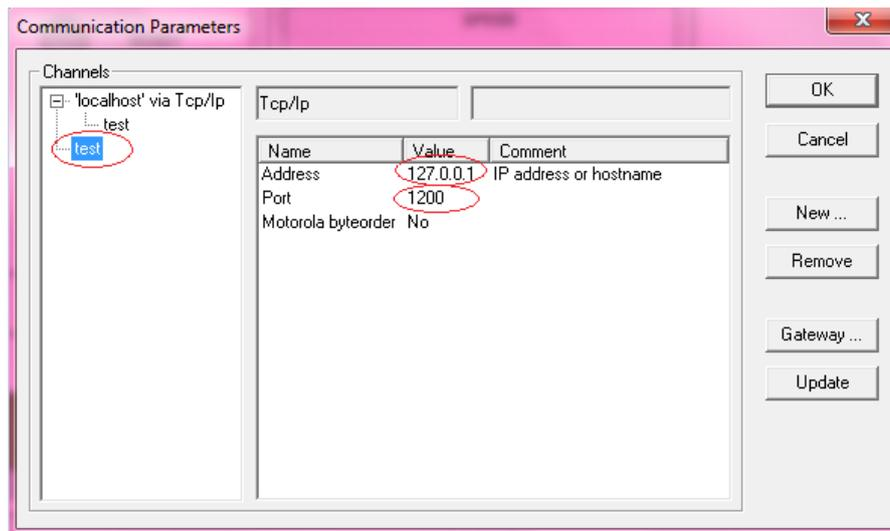 Communication Parameters
Channels
'localhost' via Tcp/Ip
test
test
Tcp/Ip
Name Value Comment
Address 127.0.0.1 IP address or hostname
Port 1200
Motorola byteorder No
OK
Cancel
New ...
Remove
Gateway ...
Update